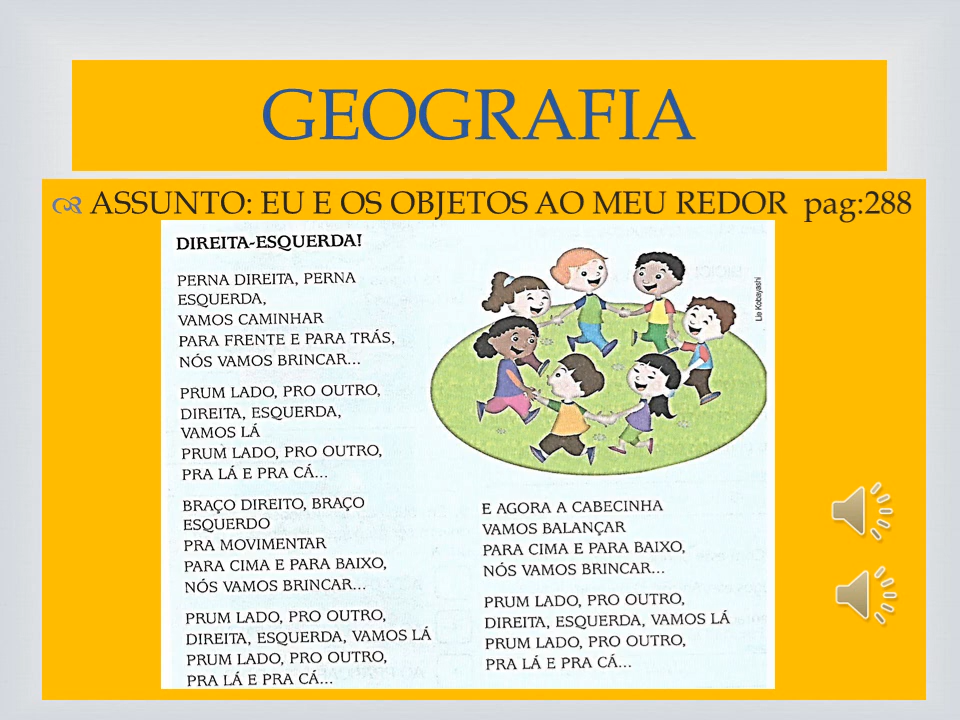 GEOGRAFIA
ASSUNTO: EU E OS OBJETOS AO MEU REDOR pag:288
DIREITA-ESQUERDA!
PERNA DIREITA, PERNA
ESQUERDA,
VAMOS CAMINHAR
PARA FRENTE E PARA TRÁS,
NÓS VAMOS BRINCAR...
PRUM LADO, PRO OUTRO,
DIREITA, ESQUERDA,
VAMOS LÁ
PRUM LADO, PRO OUTRO,
PRA LÁ E PRA CÁ...
BRAÇO DIREITO, BRAÇO
ESQUERDO
PRA MOVIMENTAR
PARA CIMA E PARA BAIXO,
NÓS VAMOS BRINCAR...
PRUM LADO, PRO OUTRO,
DIREITA, ESQUERDA, VAMOS LÁ
PRUM LADO, PRO OUTRO,
PRA LÁ E PRA CÁ...
Lie Kobayashi
E AGORA A CABECINHA
VAMOS BALANÇAR
PARA CIMA E PARA BAIXO,
NÓS VAMOS BRINCAR...
PRUM LADO, PRO OUTRO,
DIREITA, ESQUERDA, VAMOS LÁ
PRUM LADO, PRO OUTRO,
PRA LÁ E PRA CÁ...